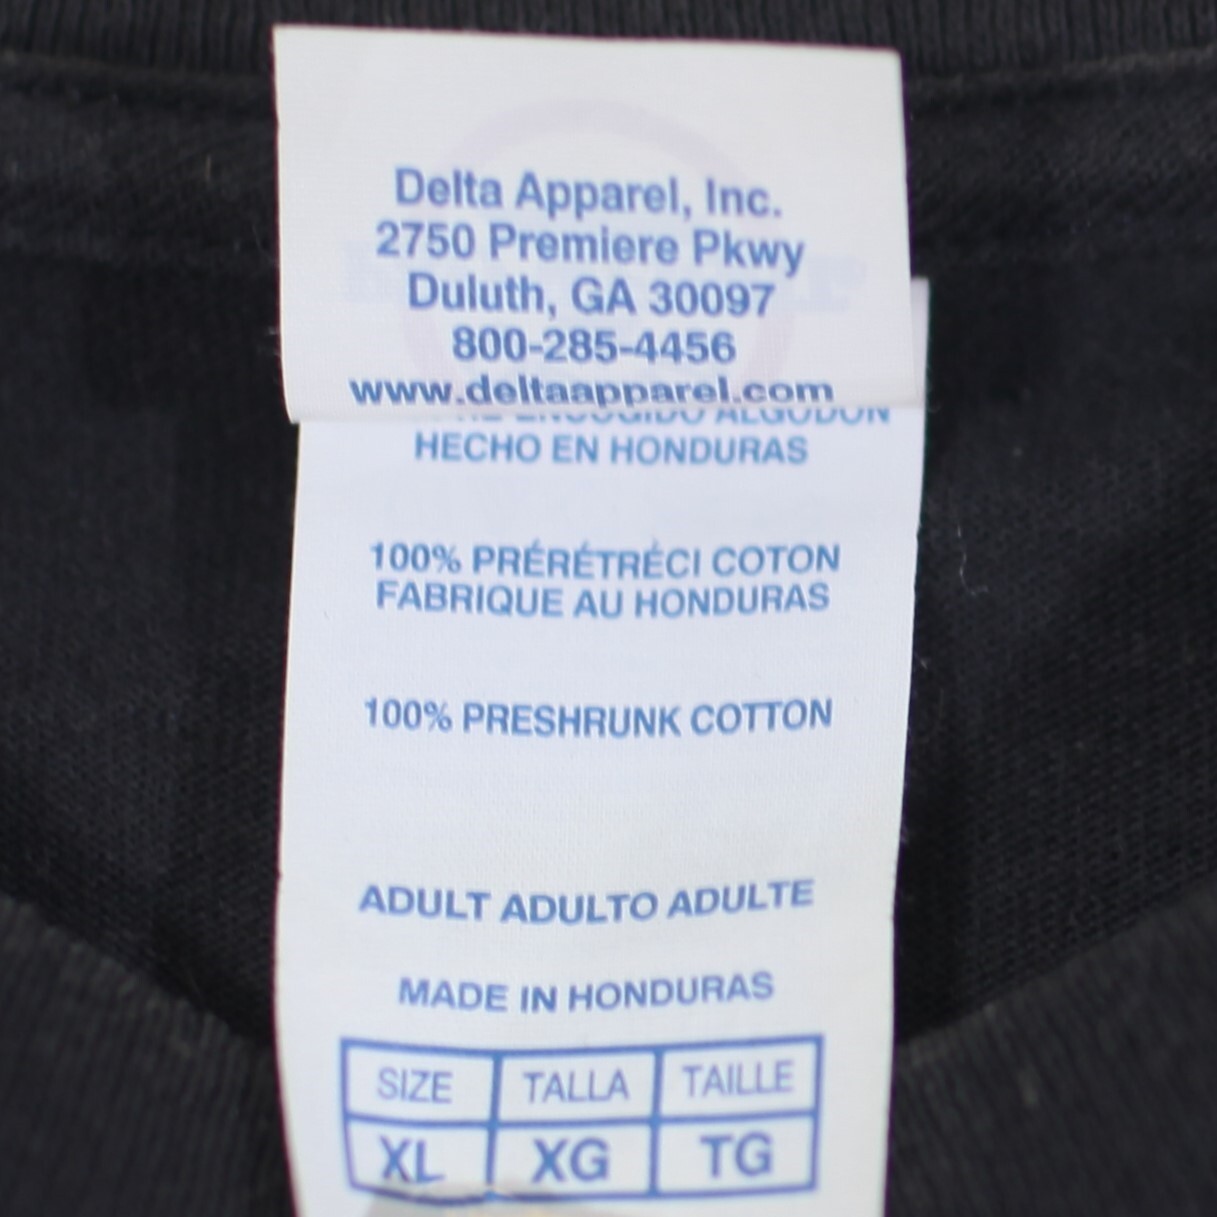 Delta Apparel, Inc.
2750 Premiere Pkwy
Duluth, GA 30097
800-285-4456
www.deltaapparel.com
ENCOGIDO ALGODON
HECHO EN HONDURAS
100% PRÉRÉTRÉCI COTON
FABRIQUE AU HONDURAS
100% PRESHRUNK COTTON
ADULT ADULTO ADULTE
MADE IN HONDURAS
SIZE TALLA TAILLE
XL XG TG